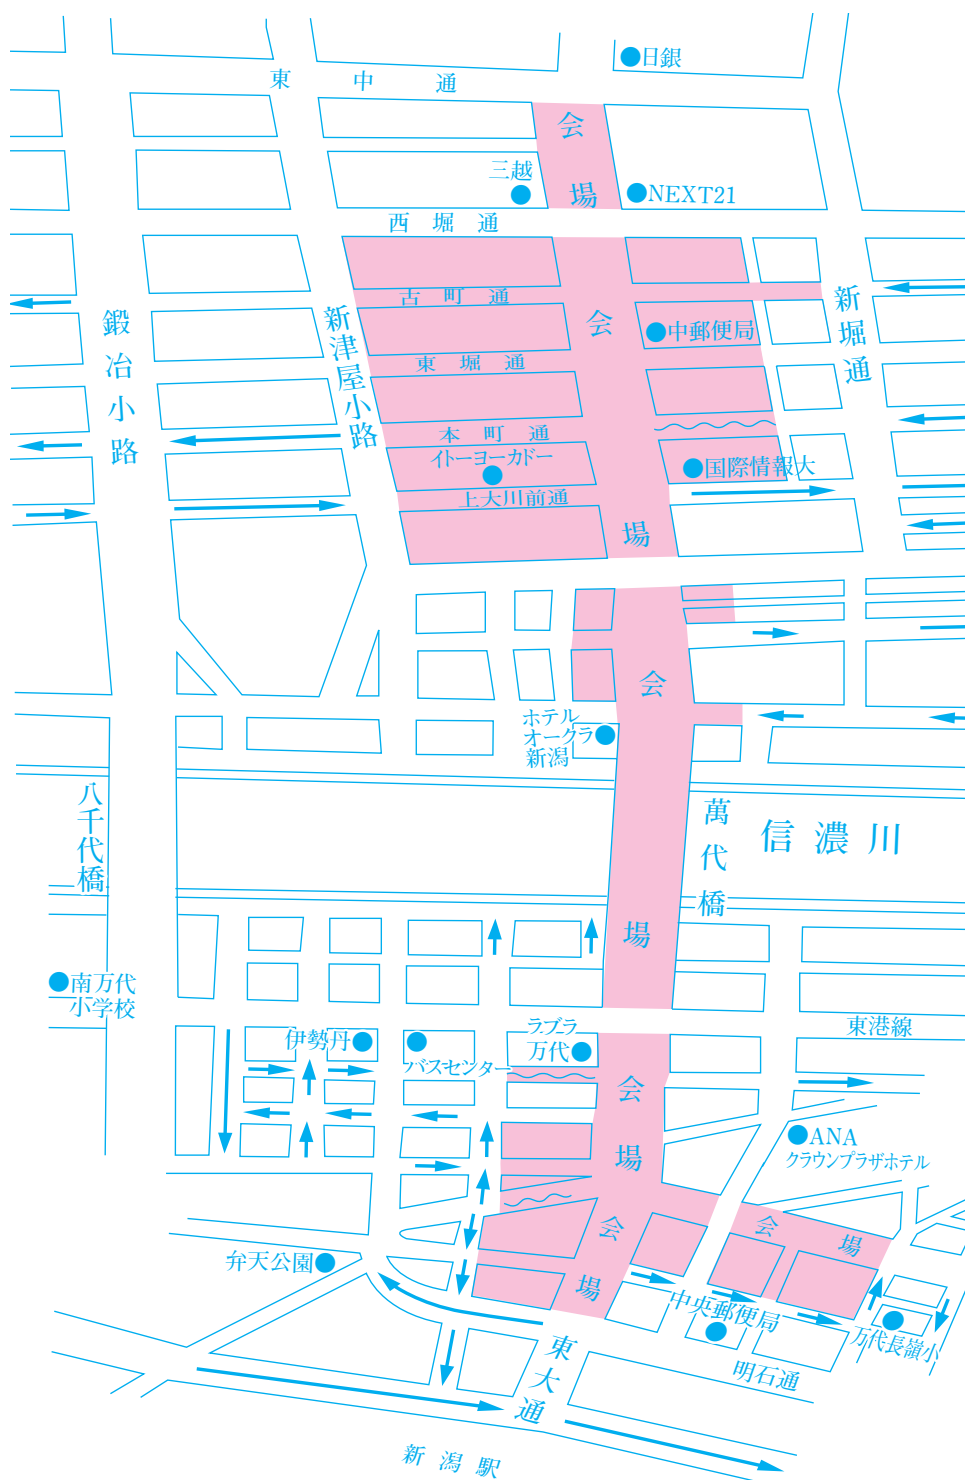 日銀
東中通
会場
三越
NEXT21
西堀通
古町通
新津屋小路
鍛冶小路
会場
中郵便局
新堀通
東堀通
本町通
イトーヨーカドー
国際情報大
上大川前通
会場
ホテル
オークラ
新潟
八千代橋
萬代橋
信濃川
南万代
小学校
東港線
伊勢丹
バスセンター
ラブラ
万代
会場
ANA
クラウンプラザホテル
会場
会場
弁天公園
中央郵便局
万代長嶺小
明石通
東大通
新潟駅